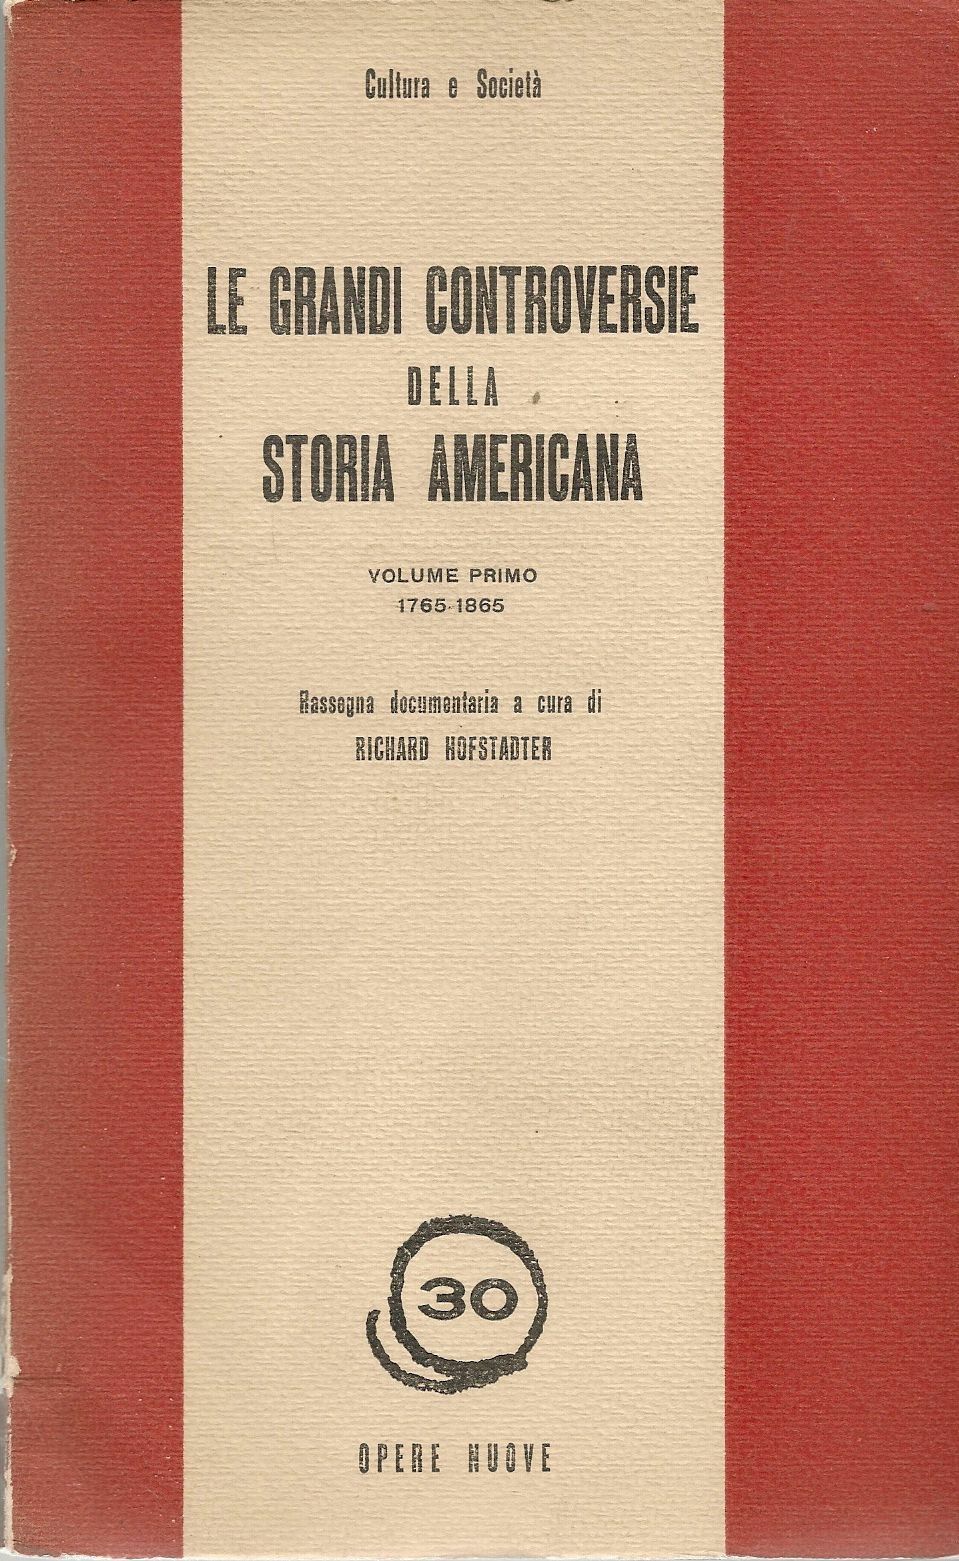 Cultura e Società
LE GRANDI CONTROVERSIE
DELLA
STORIA AMERICANA
VOLUME PRIMO
1765-1865
Rassegna documentaria a cura di
RICHARD HOFSTADTER
30
OPERE NUOVE